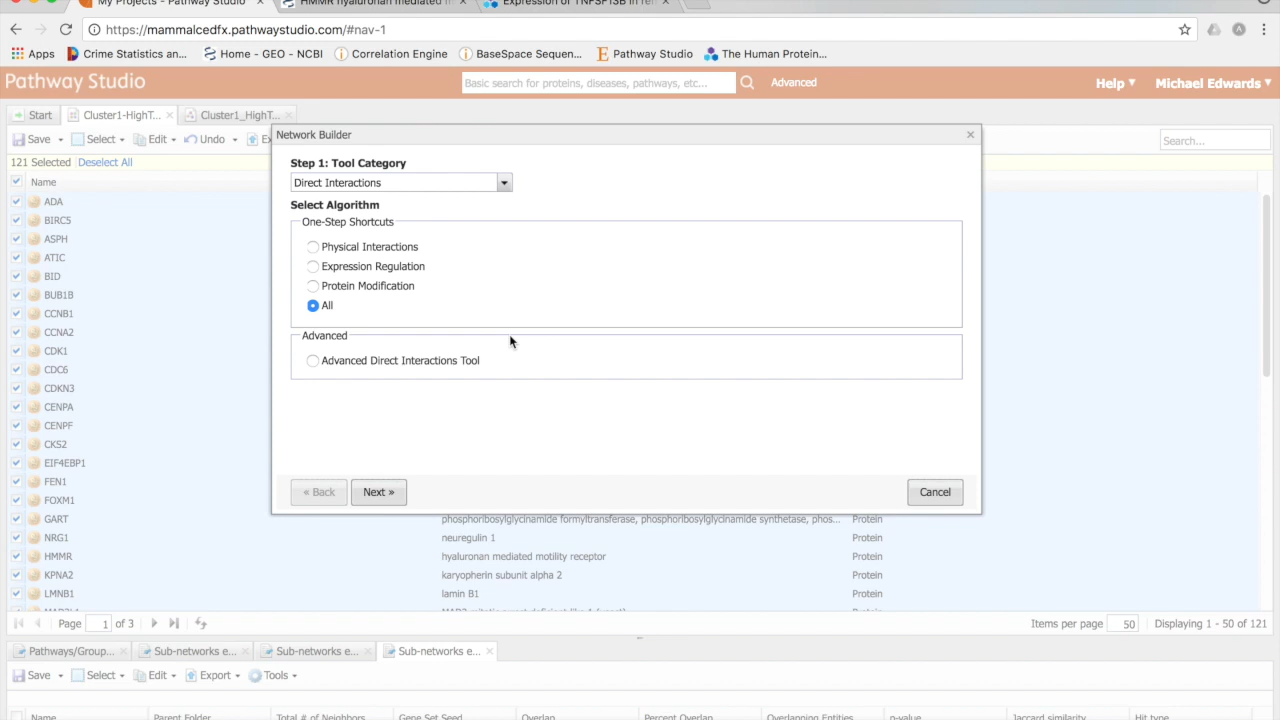 My Projects - Pathway Studio × HMMR hyaluronan mediated m × Expression of TNFSF13B in ren ×
https://mammalcedfx.pathwaystudio.com/#nav-1
Apps Crime Statistics an... Home - GEO - NCBI Correlation Engine BaseSpace Sequen... Pathway Studio The Human Protein...
Pathway Studio Basic search for proteins, diseases, pathways, etc... Advanced Help Michael Edwards
Start Cluster1-HighT... × Cluster1_HighT... ×
Save Select Edit Undo Ex Search...
121 Selected Deselect All
Name
Network Builder ×
Step 1: Tool Category
Direct Interactions
Select Algorithm
One-Step Shortcuts
Physical Interactions
Expression Regulation
Protein Modification
All
Advanced
Advanced Direct Interactions Tool
« Back Next » Cancel
ADA
BIRC5
ASPH
ATIC
BID
BUB1B
CCNB1
CCNA2
CDK1
CDC6
CDKN3
CENPA
CENPF
CKS2
EIF4EBP1
FEN1
FOXM1
GART phosphoribosylglycinamide formyltransferase, phosphoribosylglycinamide synthetase, phos... Protein
NRG1 neuregulin 1 Protein
HMMR hyaluronan mediated motility receptor Protein
KPNA2 karyopherin subunit alpha 2 Protein
LMNB1 lamin B1 Protein
Page 1 of 3 Items per page 50 Displaying 1 - 50 of 121
Pathways/Group... × Sub-networks e... × Sub-networks e... × Sub-networks e... ×
Save Select Edit Export Tools
Name Parent Folder Total # of Neighbors Gene Set Seed Overlap Percent Overlap Overlapping Entities p-value Jaccard similarity Hit type